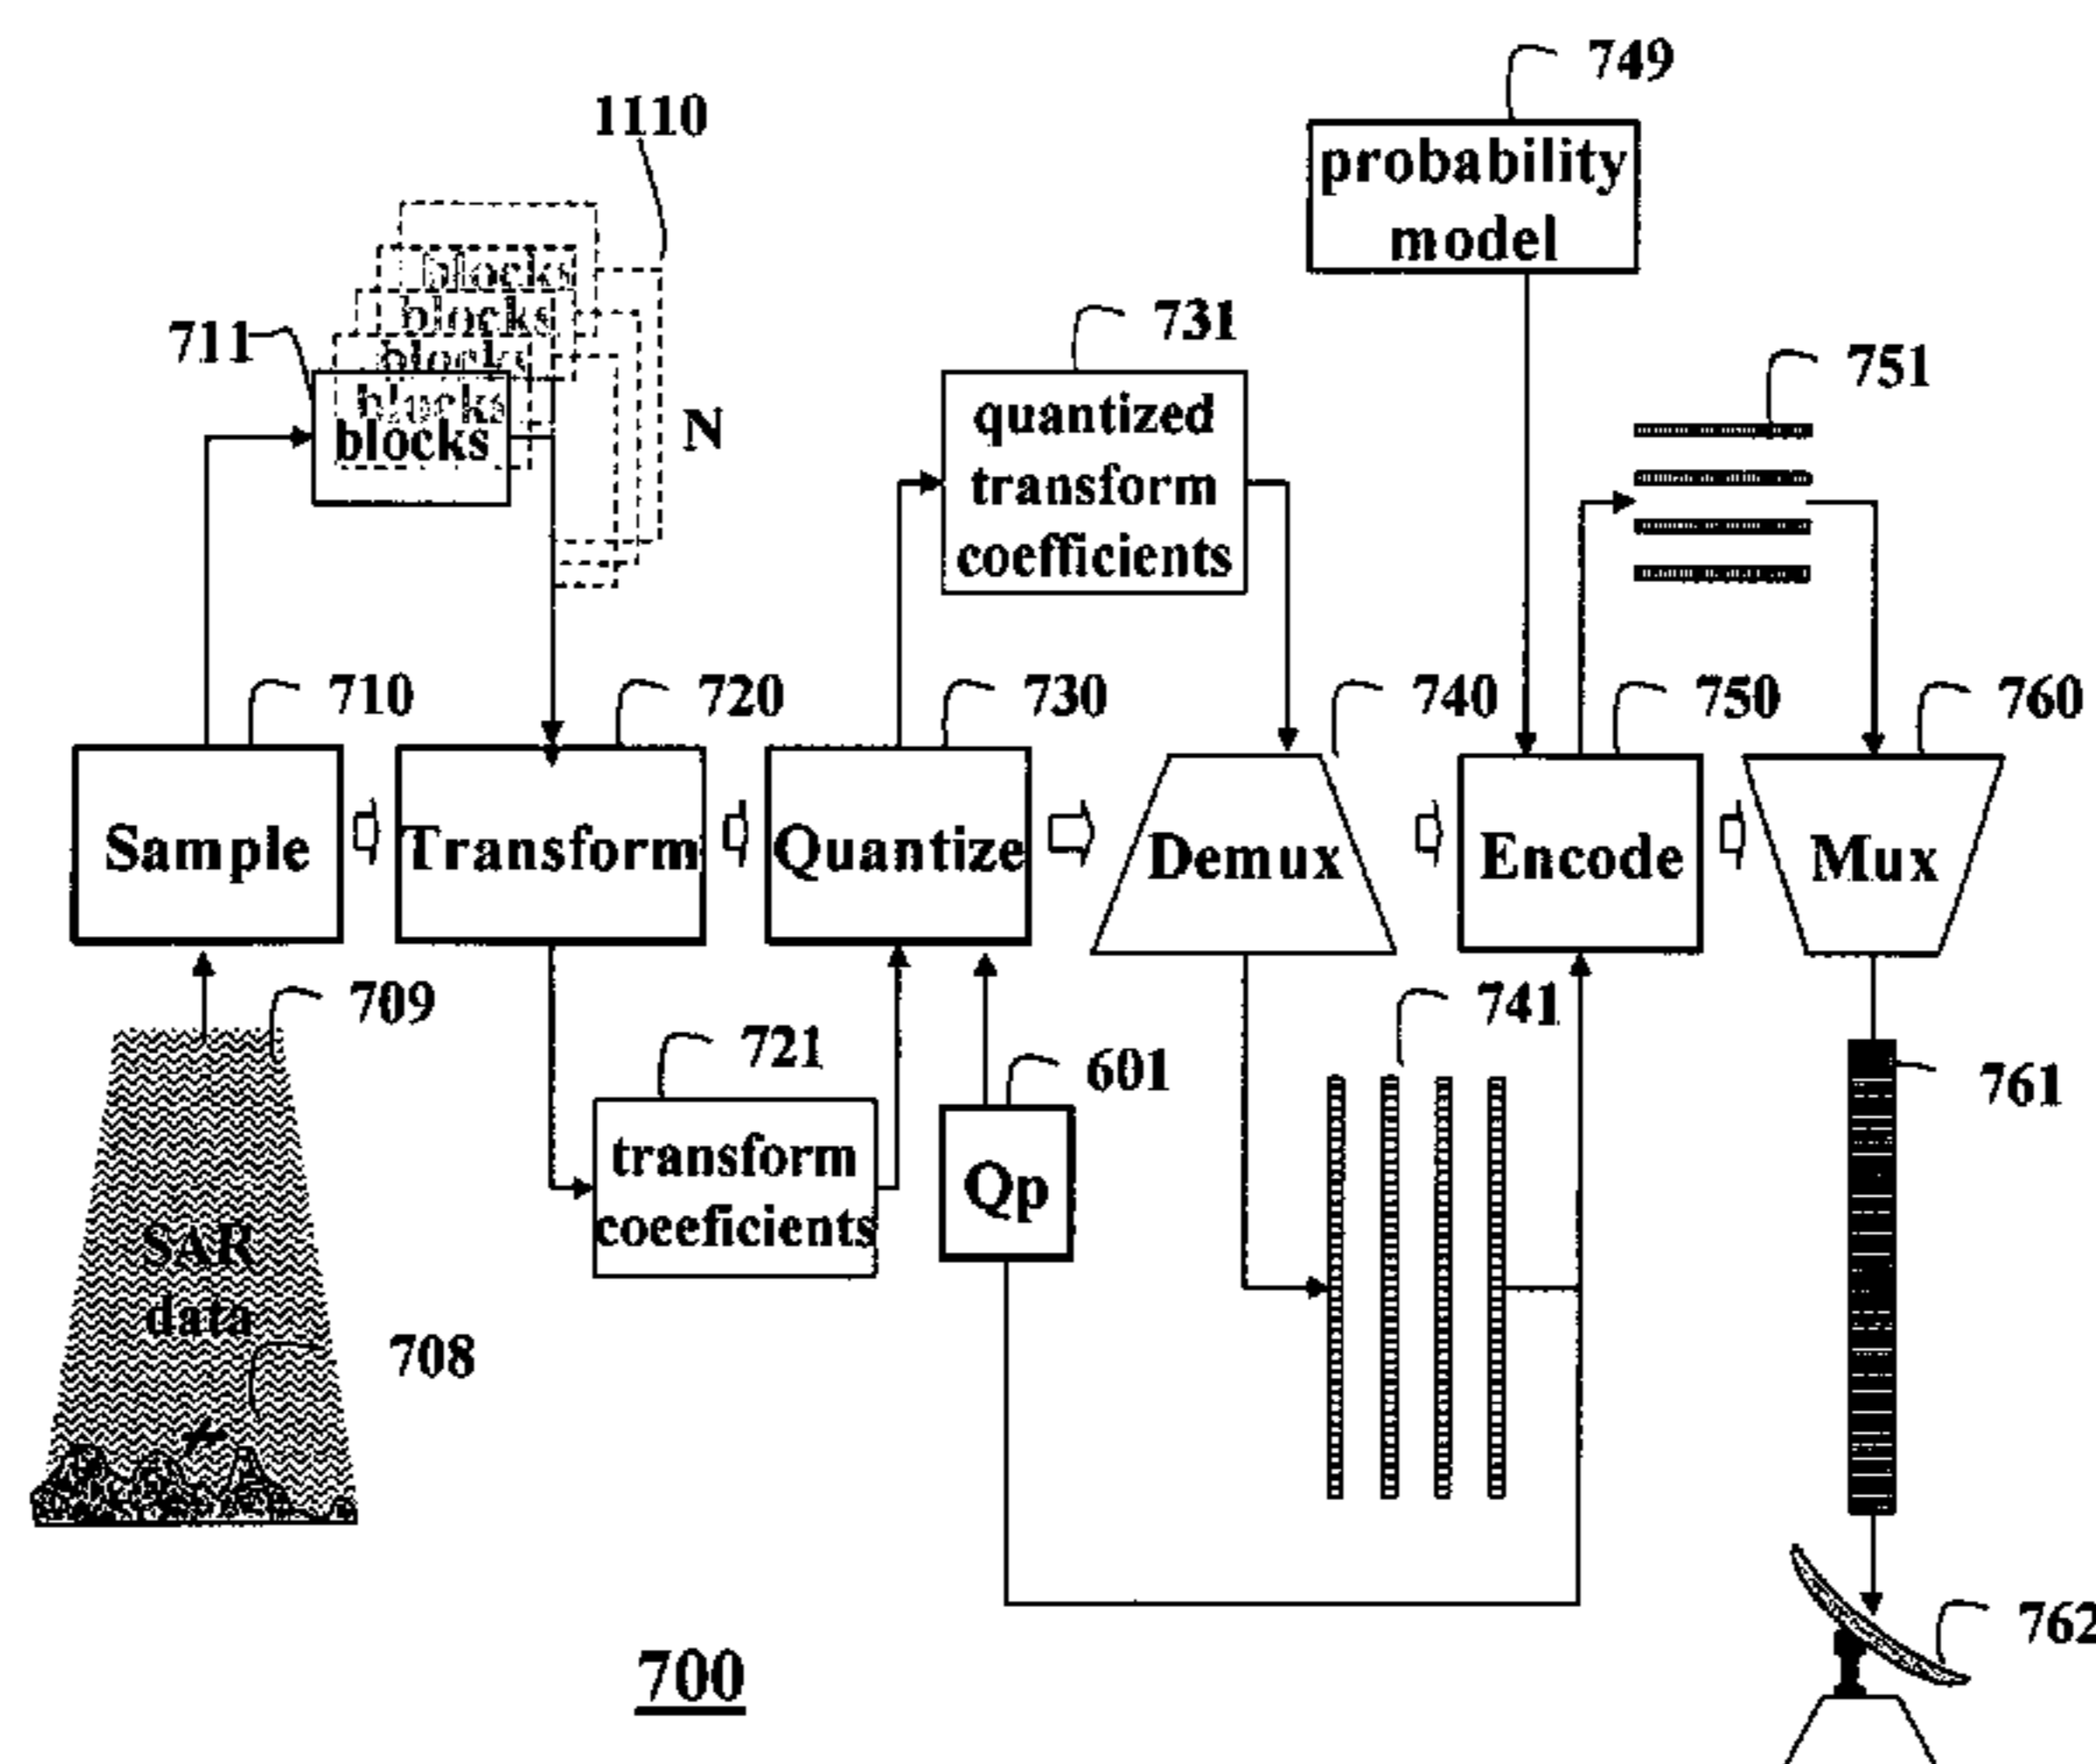 749
1110
probability
model
blocks
blocks
blocks
blocks
blocks
711
N
731
quantized
transform
coefficients
751
710
720
730
740
750
760
Sample
Transform
Quantize
Demux
Encode
Mux
709
721
601
741
761
transform
coeeficients
Qp
SAR
data
708
762
700